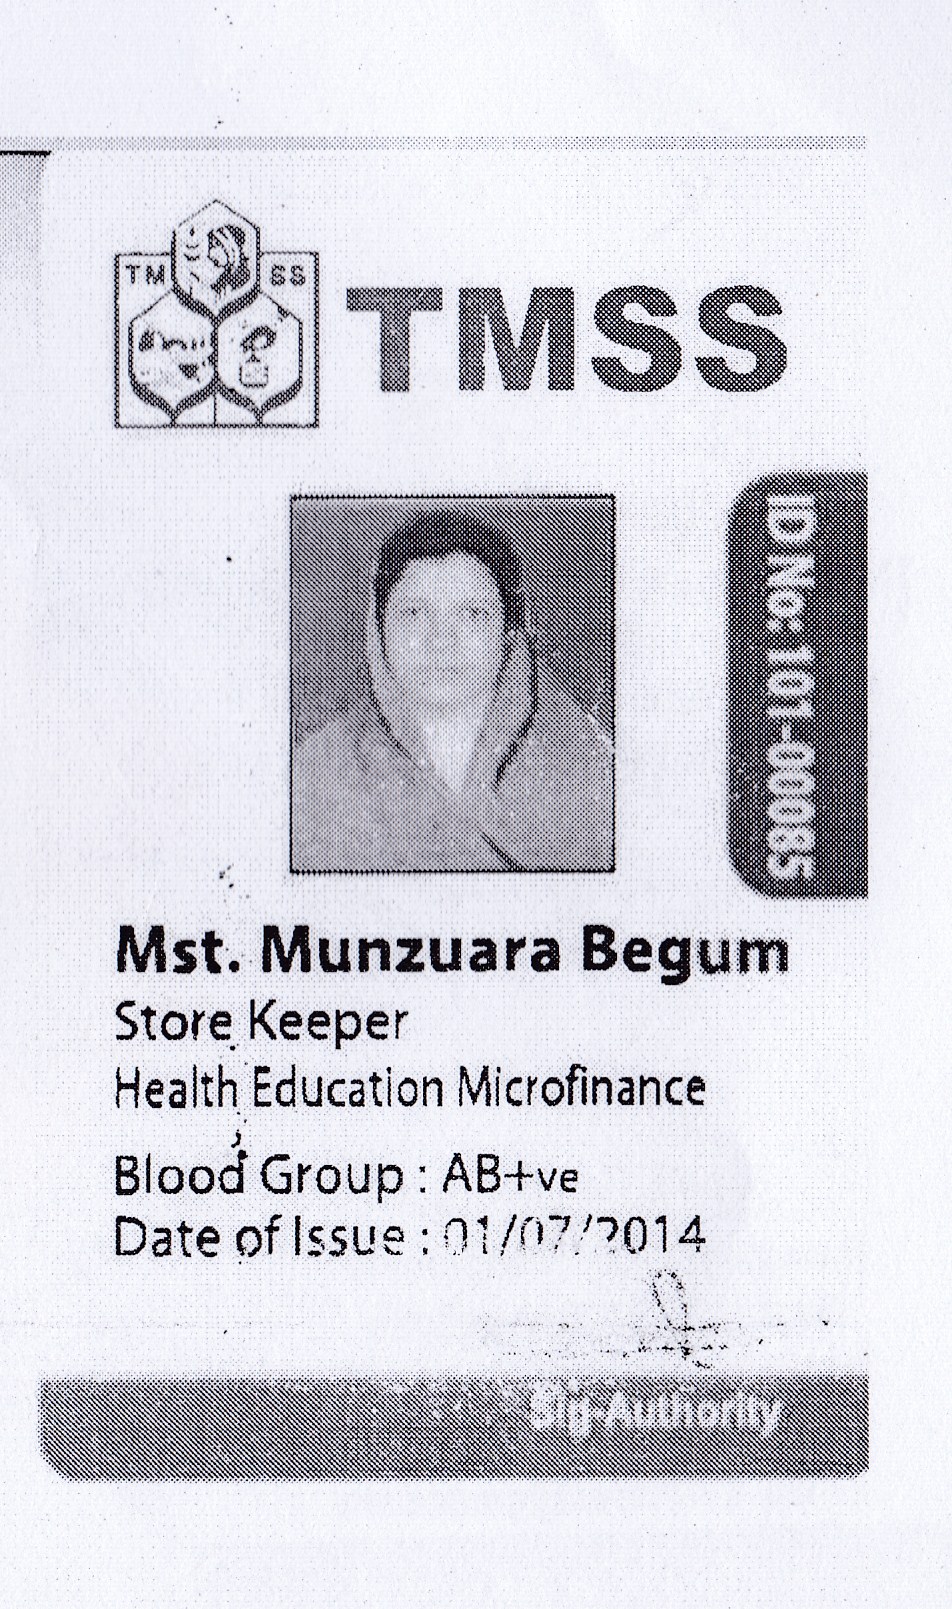 TM SS
TMSS
ID No: 101-00085
Mst. Munzuara Begum
Store Keeper
Health Education Microfinance
Blood Group : AB+ve
Date of Issue : 01/07/2014
Sig-Authority